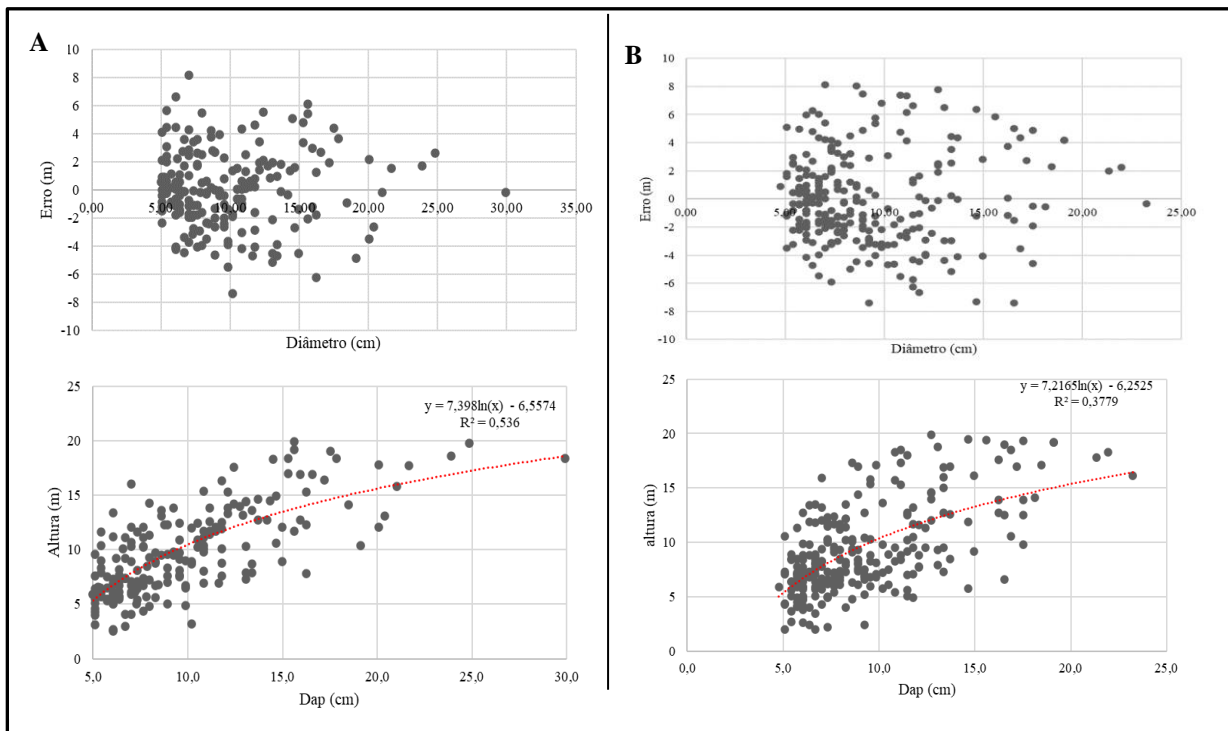 A
10
8
6
4
2
0
-2
-4
-6
-8
-10
0,00 5,00 10,00 15,00 20,00 25,00 30,00 35,00
Erro (m)
Diâmetro (cm)
25
20
15
10
5
0
5,0 10,0 15,0 20,0 25,0 30,0
Altura (m)
Dap (cm)
y = 7,398ln(x) - 6,5574
R² = 0,536
B
10
8
6
4
2
0
-2
-4
-6
-8
-10
0,00 5,00 10,00 15,00 20,00 25,00
Erro (m)
Diâmetro (cm)
25
20
15
10
5
0
0,0 5,0 10,0 15,0 20,0 25,0
altura (m)
Dap (cm)
y = 7,2165ln(x) - 6,2525
R² = 0,3779